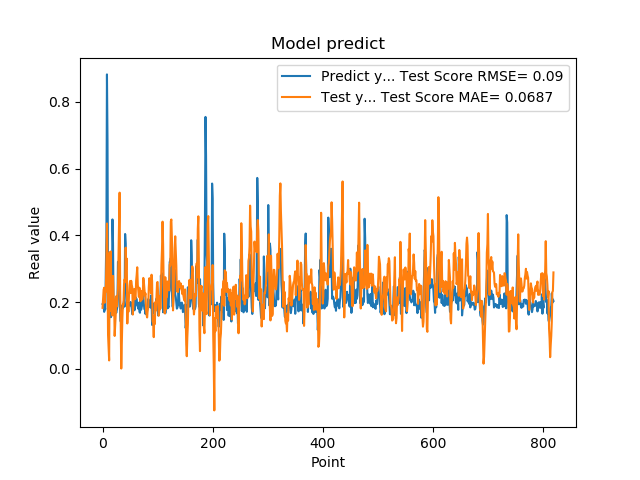 Model predict
Predict y... Test Score RMSE= 0.09
Test y... Test Score MAE= 0.0687
0.8
0.6
0.4
0.2
0.0
Real value
0 200 400 600 800
Point